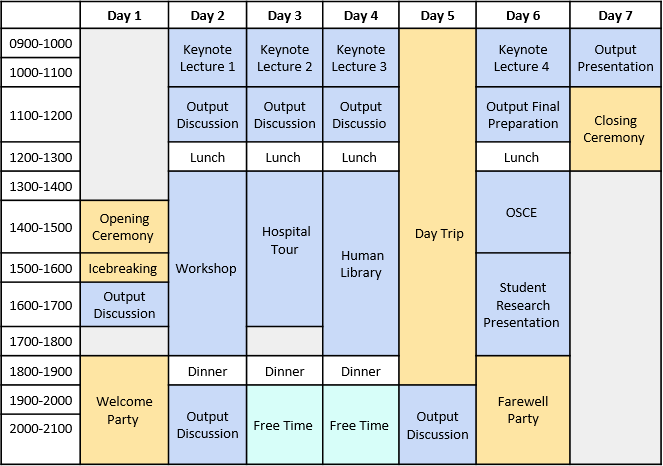 Day 1 Day 2 Day 3 Day 4 Day 5 Day 6 Day 7
0900-1000
1000-1100
Keynote
Lecture 1
Keynote
Lecture 2
Keynote
Lecture 3
Keynote
Lecture 4
Output
Presentation
1100-1200
Output
Discussion
Output
Discussion
Output
Discussio
Output Final
Preparation
Closing
Ceremony
1200-1300
Lunch
Lunch
Lunch
Lunch
1300-1400
1400-1500
Opening
Ceremony
Workshop
Hospital
Tour
Human
Library
Day Trip
OSCE
1500-1600
Icebreaking
1600-1700
Output
Discussion
Student
Research
Presentation
1700-1800
1800-1900
Dinner
Dinner
Dinner
1900-2000
2000-2100
Welcome
Party
Output
Discussion
Free Time
Free Time
Output
Discussion
Farewell
Party